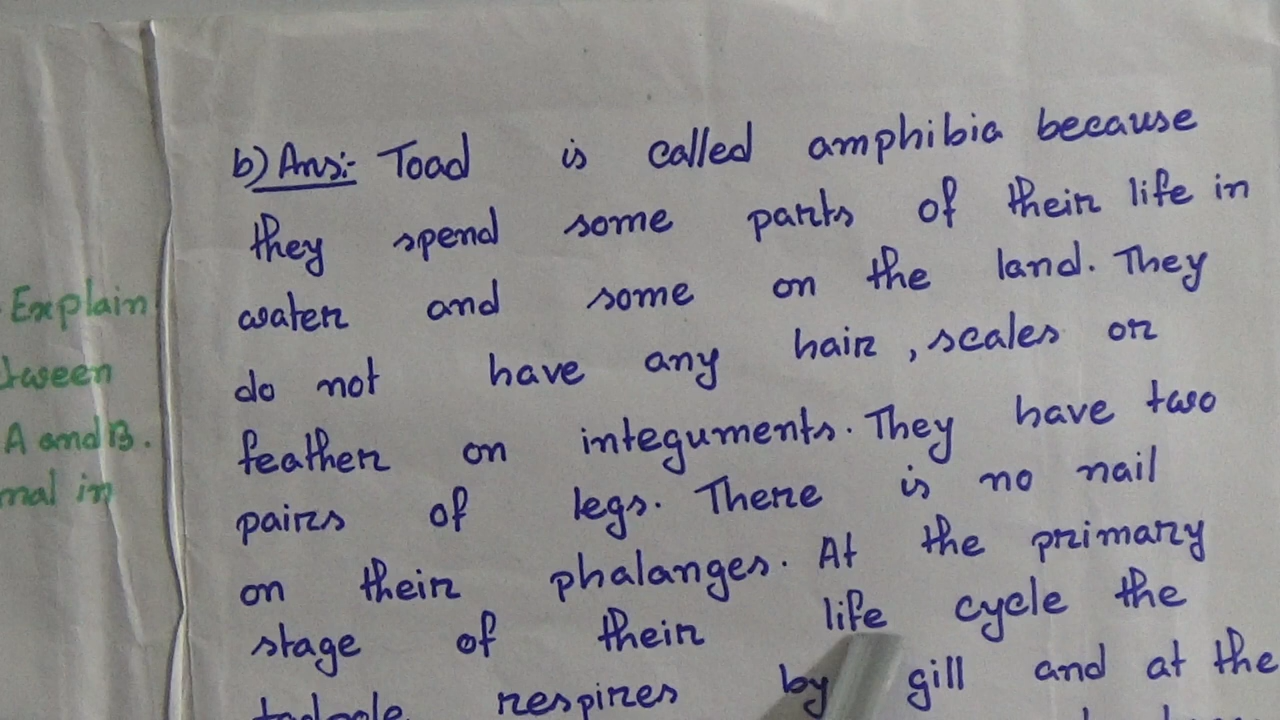 b) Ans:- Toad is called amphibia because
they spend some parts of their life in
water and some on the land. They
do not have any hair, scales or
feather on integuments. They have two
pairs of legs. There is no nail
on their phalanges. At the primary
stage of their life cycle the
tadpole respires by gill and at the
Explain
A and B.
in